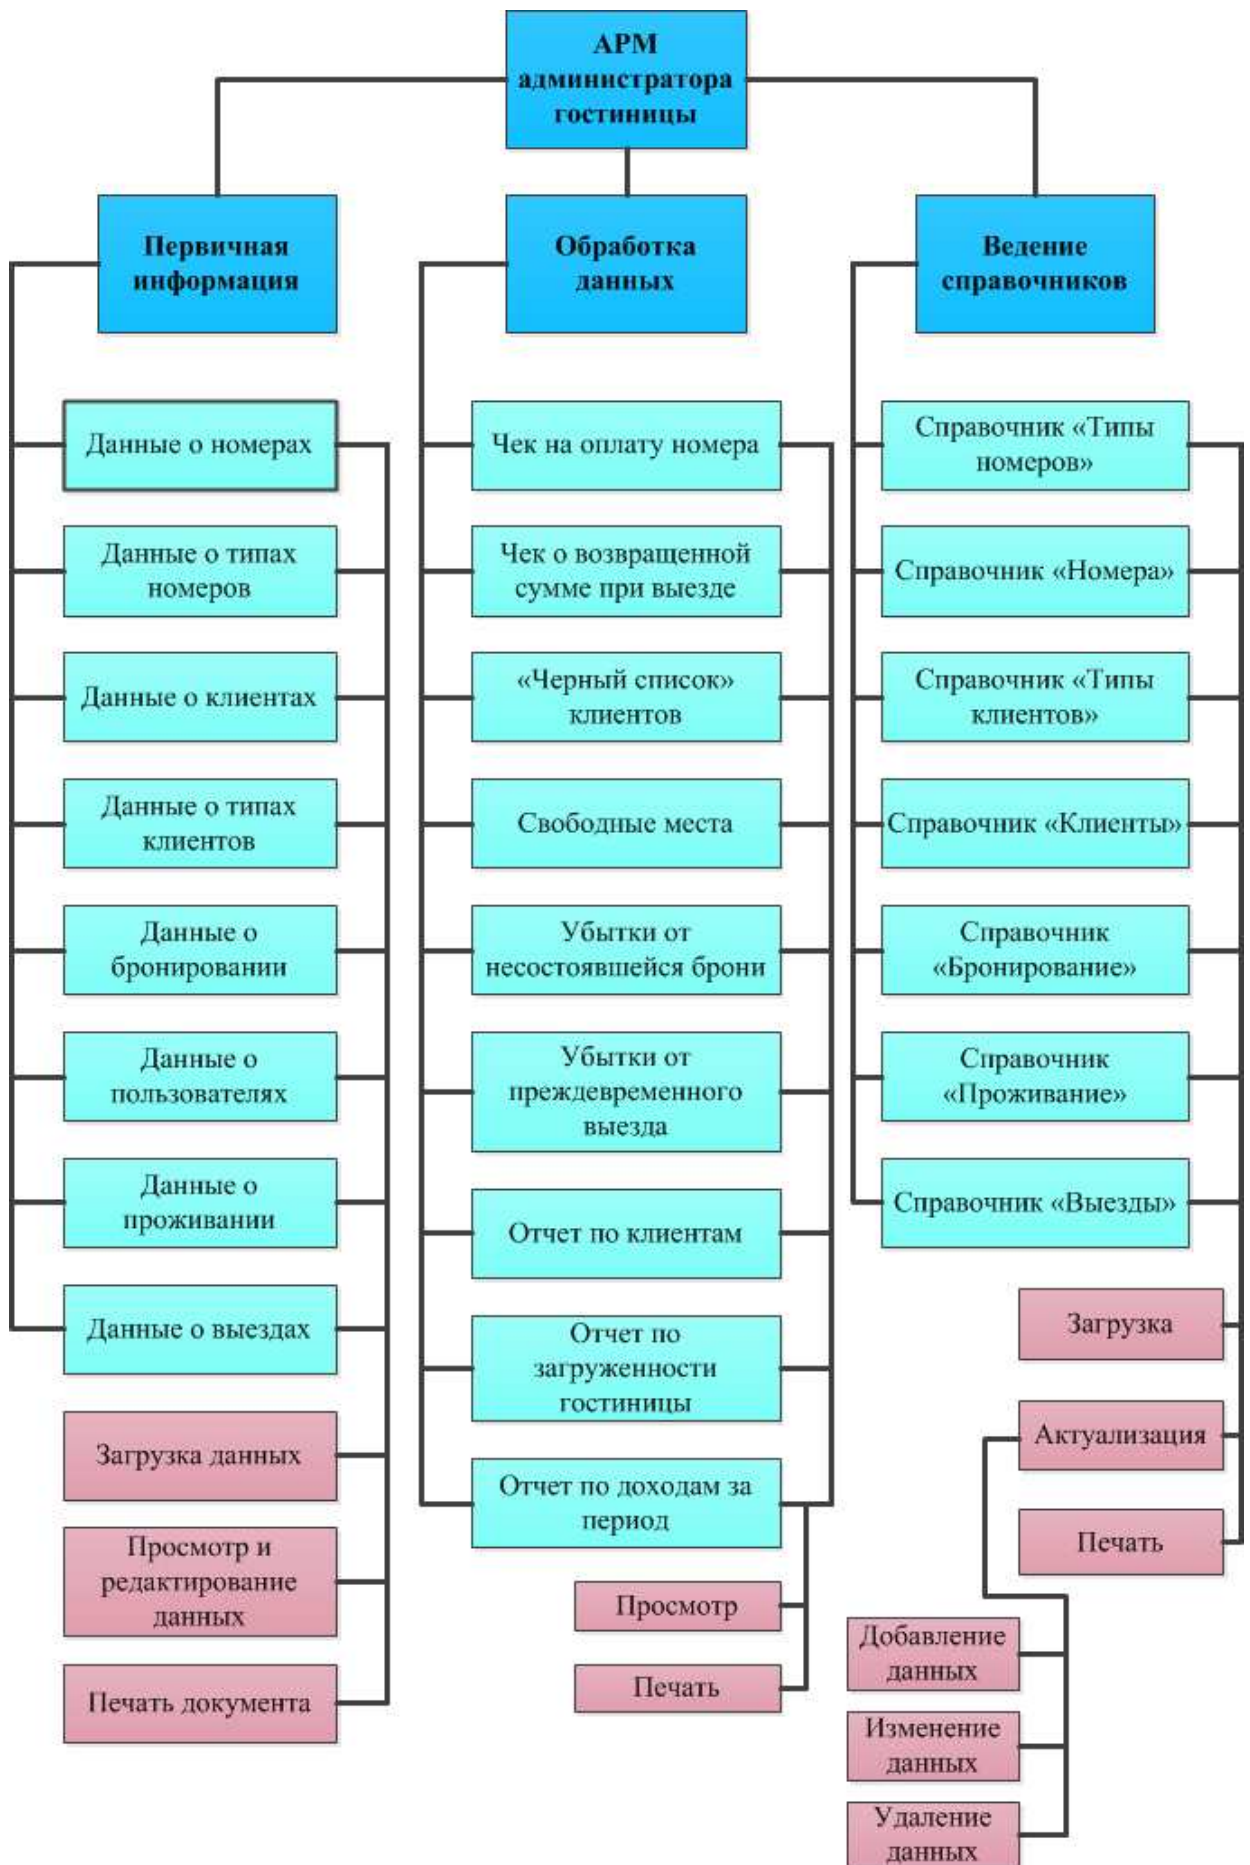 АРМ
администратора
гостиницы
Первичная
информация
Обработка
данных
Ведение
справочников
Данные о номерах
Данные о типах
номеров
Данные о клиентах
Данные о типах
клиентов
Данные о
бронировании
Данные о
пользователях
Данные о
проживании
Данные о выездах
Загрузка данных
Просмотр и
редактирование
данных
Печать документа
Чек на оплату номера
Чек о возвращенной
сумме при выезде
«Черный список»
клиентов
Свободные места
Убытки от
несостоявшейся брони
Убытки от
преждевременного
выезда
Отчет по клиентам
Отчет по
загруженности
гостиницы
Отчет по доходам за
период
Просмотр
Печать
Справочник «Типы
номеров»
Справочник «Номера»
Справочник «Типы
клиентов»
Справочник «Клиенты»
Справочник
«Бронирование»
Справочник
«Проживание»
Справочник «Выезды»
Загрузка
Актуализация
Печать
Добавление
данных
Изменение
данных
Удаление
данных